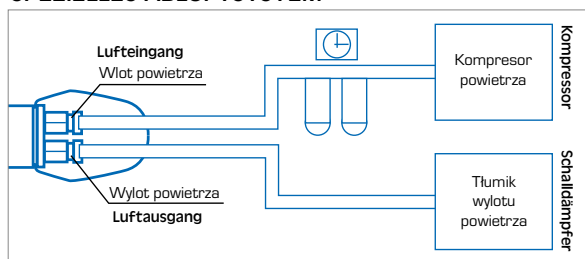 Lufteingang
Wlot powietrza
Kompresor
powietrza
Kompressor
Wylot powietrza
Luftausgang
Tłumik
wylotu
powietrza
Schalldämpfer